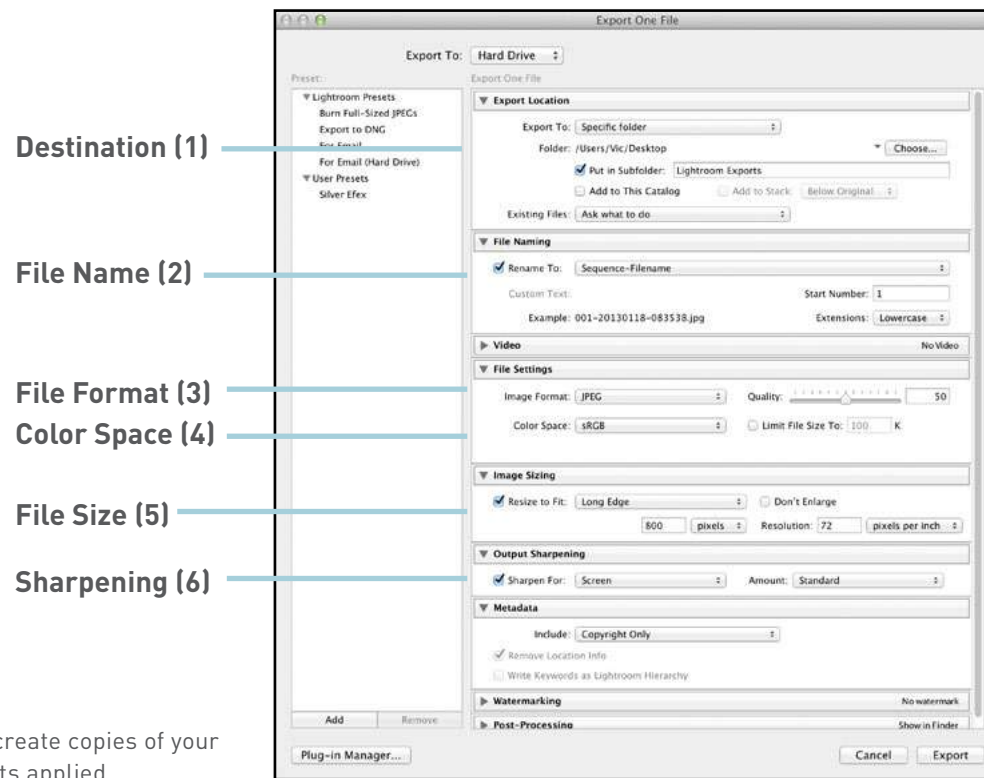 Export One File
Export To: Hard Drive
Preset: Export One File
Lightroom Presets
Burn Full-Sized JPEGs
Export to DNG
For Email
For Email (Hard Drive)
User Presets
Silver Efex
Add Remove
Plug-in Manager...
Destination (1)
Export Location
Export To: Specific folder
Folder: /Users/Vic/Desktop Choose...
Put in Subfolder: Lightroom Exports
Add to This Catalog Add to Stack: Below Original
Existing Files: Ask what to do
File Name (2)
File Naming
Rename To: Sequence-Filename
Custom Text: Start Number: 1
Example: 001-20130118-083538.jpg Extensions: Lowercase
Video No Video
File Format (3)
Color Space (4)
File Settings
Image Format: JPEG Quality: 50
Color Space: sRGB Limit File Size To: 100 K
File Size (5)
Image Sizing
Resize to Fit: Long Edge Don't Enlarge
800 pixels Resolution: 72 pixels per inch
Sharpening (6)
Output Sharpening
Sharpen For: Screen Amount: Standard
Metadata
Include: Copyright Only
Remove Location Info
Write Keywords as Lightroom Hierarchy
Watermarking No watermark
Post-Processing Show in Finder
Cancel Export
create copies of your
ts applied